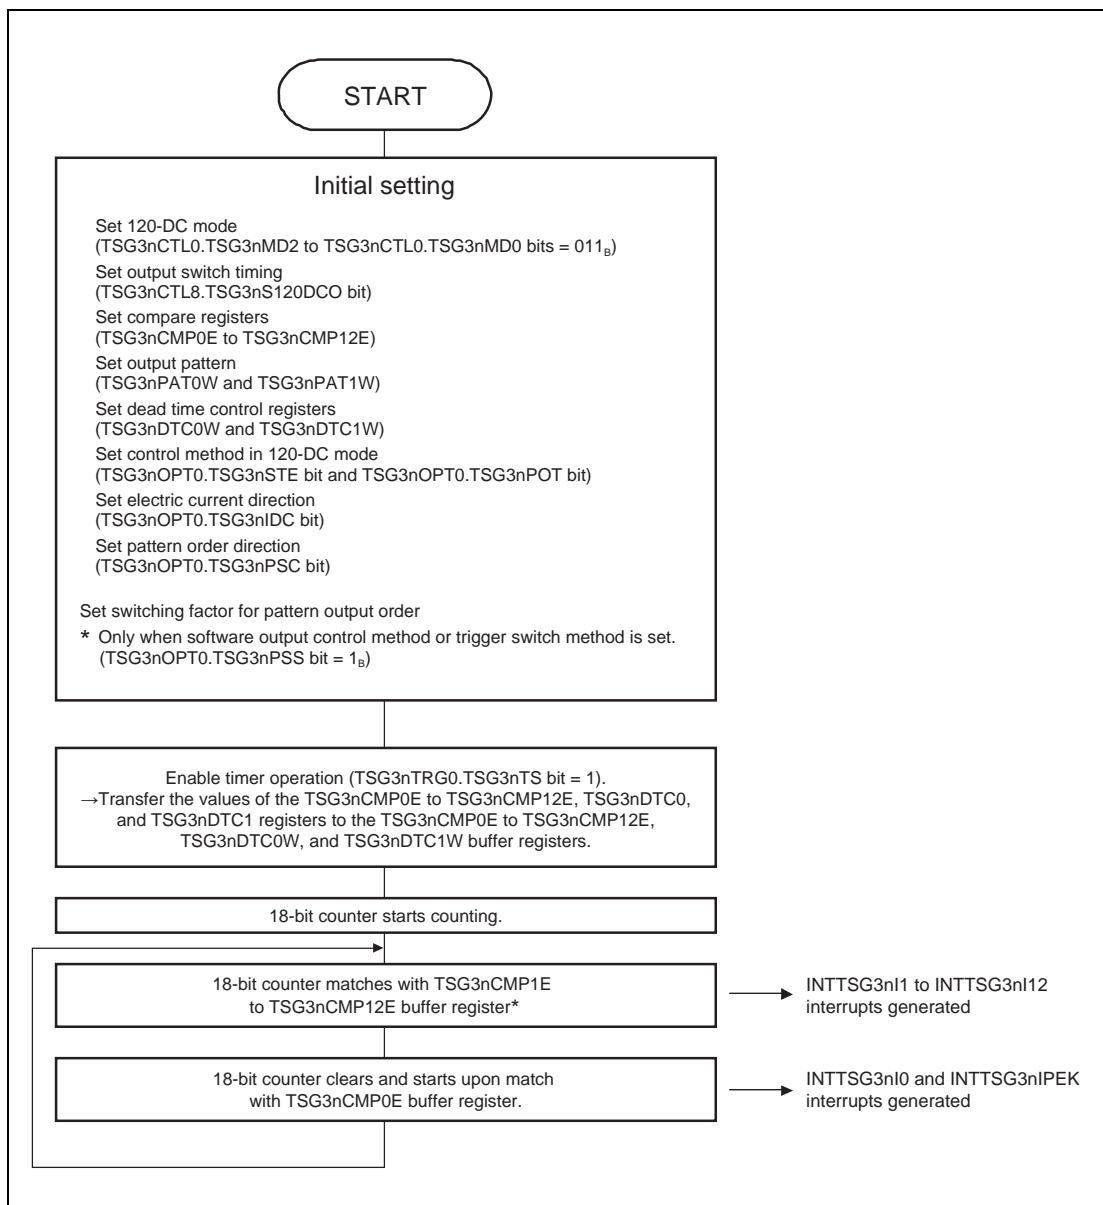 START
Initial setting
Set 120-DC mode
(TSG3nCTL0.TSG3nMD2 to TSG3nCTL0.TSG3nMD0 bits = 011B)
Set output switch timing
(TSG3nCTL8.TSG3nS120DCO bit)
Set compare registers
(TSG3nCMP0E to TSG3nCMP12E)
Set output pattern
(TSG3nPAT0W and TSG3nPAT1W)
Set dead time control registers
(TSG3nDTC0W and TSG3nDTC1W)
Set control method in 120-DC mode
(TSG3nOPT0.TSG3nSTE bit and TSG3nOPT0.TSG3nPOT bit)
Set electric current direction
(TSG3nOPT0.TSG3nIDC bit)
Set pattern order direction
(TSG3nOPT0.TSG3nPSC bit)
Set switching factor for pattern output order
* Only when software output control method or trigger switch method is set.
(TSG3nOPT0.TSG3nPSS bit = 1B)
Enable timer operation (TSG3nTRG0.TSG3nTS bit = 1).
→Transfer the values of the TSG3nCMP0E to TSG3nCMP12E, TSG3nDTC0,
and TSG3nDTC1 registers to the TSG3nCMP0E to TSG3nCMP12E,
TSG3nDTC0W, and TSG3nDTC1W buffer registers.
18-bit counter starts counting.
18-bit counter matches with TSG3nCMP1E
to TSG3nCMP12E buffer register*
INTTSG3nI1 to INTTSG3nI12
interrupts generated
18-bit counter clears and starts upon match
with TSG3nCMP0E buffer register.
INTTSG3nI0 and INTTSG3nIPEK
interrupts generated